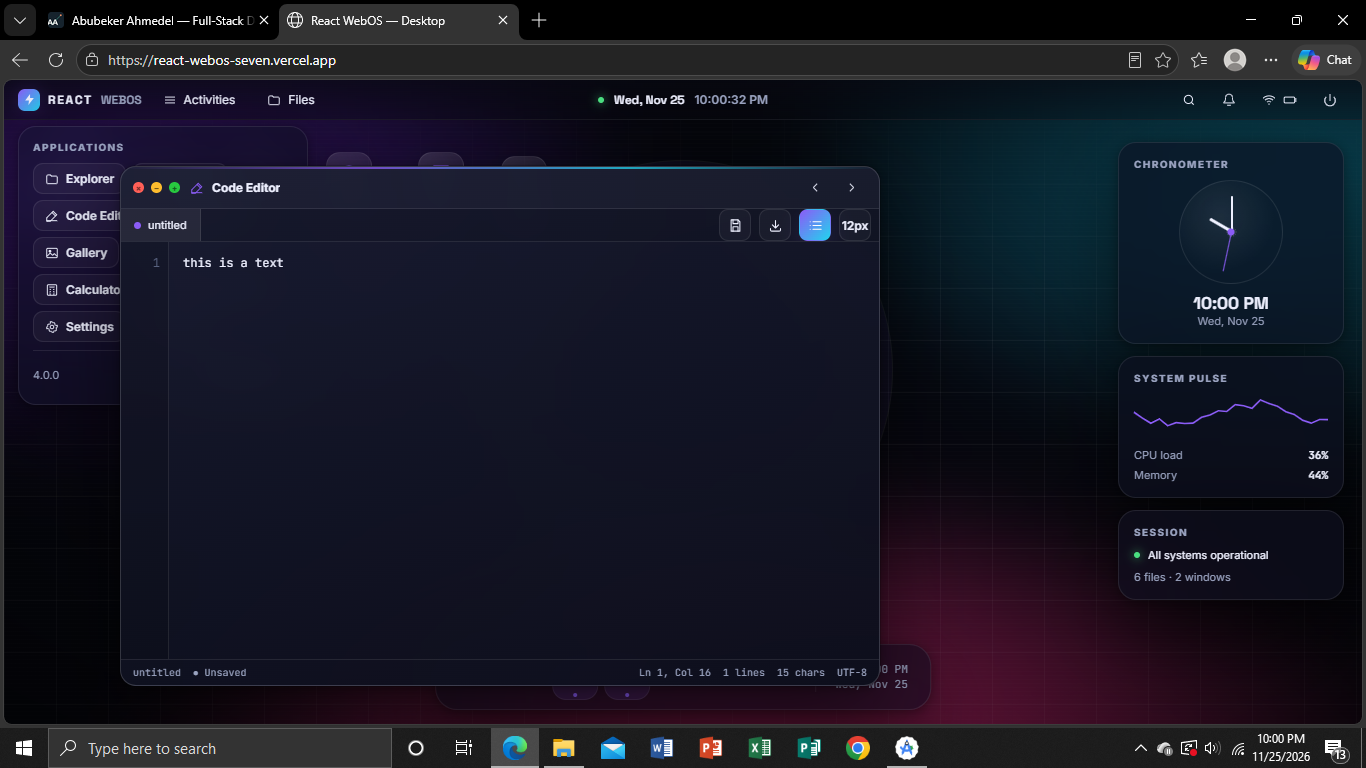 Abubeker Ahmedel — Full-Stack D
React WebOS — Desktop
https://react-webos-seven.vercel.app
Chat
REACT WEBOS
Activities
Files
Wed, Nov 25 10:00:32 PM
APPLICATIONS
Explorer
Code Edit
Gallery
Calculato
Settings
4.0.0
Code Editor
untitled
12px
1 this is a text
untitled ● Unsaved
Ln 1, Col 16 1 lines 15 chars UTF-8
0 PM
Nov 25
CHRONOMETER
10:00 PM
Wed, Nov 25
SYSTEM PULSE
CPU load 36%
Memory 44%
SESSION
All systems operational
6 files · 2 windows
Type here to search
10:00 PM
11/25/2026
13